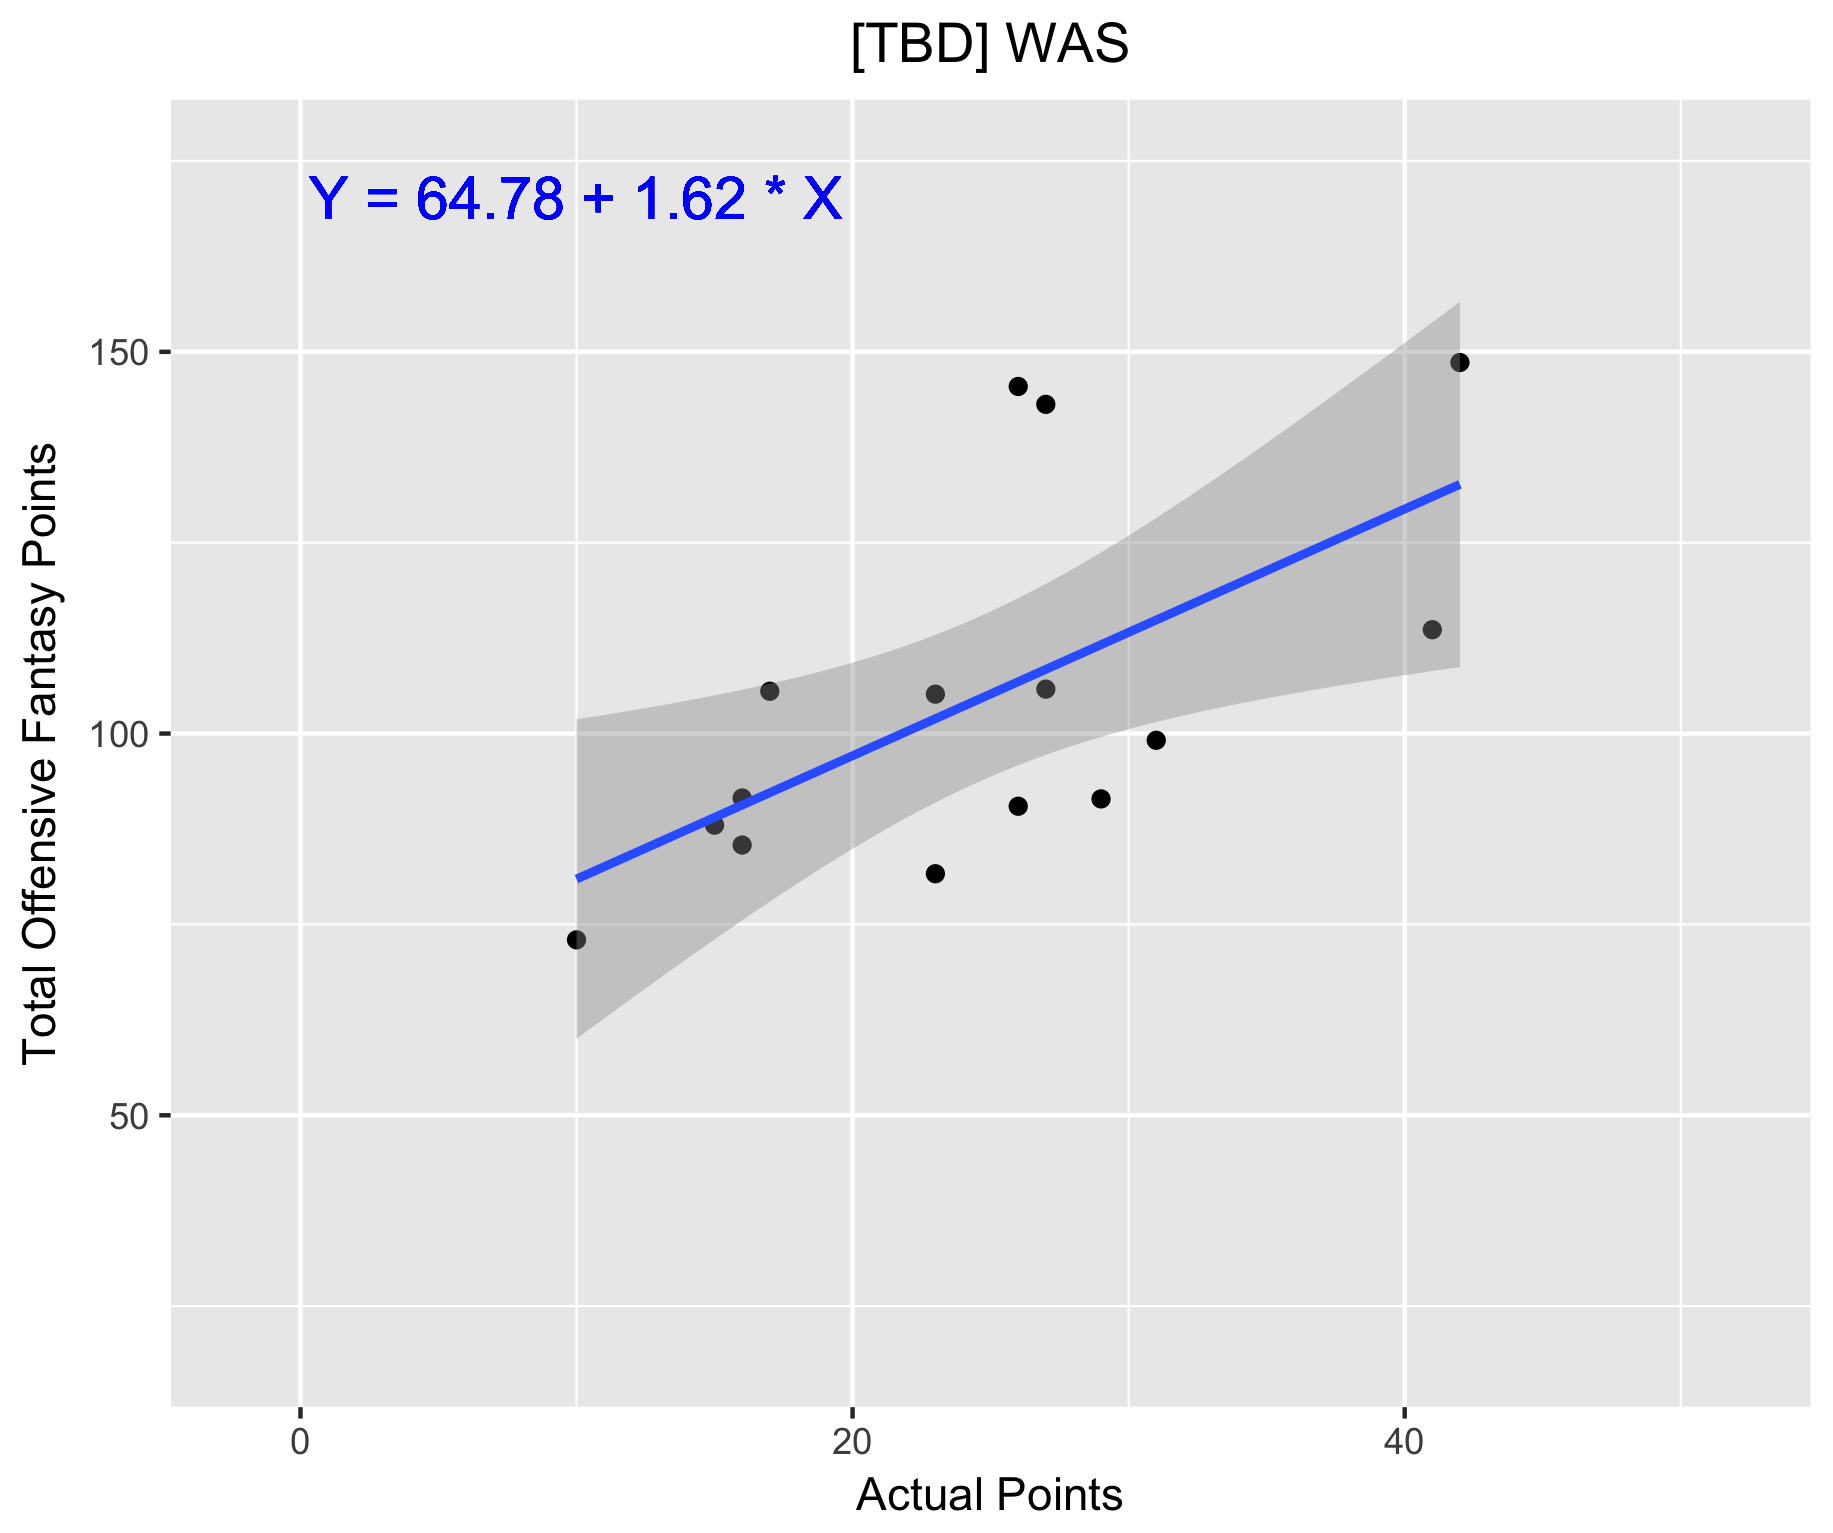 [TBD] WAS
Y = 64.78 + 1.62 * X
Total Offensive Fantasy Points
150
100
50
0
20
40
Actual Points